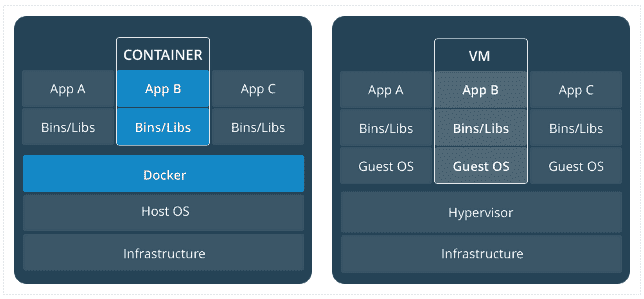 CONTAINER
App A App B App C
Bins/Libs Bins/Libs Bins/Libs
Docker
Host OS
Infrastructure
VM
App A App B App C
Bins/Libs Bins/Libs Bins/Libs
Guest OS Guest OS Guest OS
Hypervisor
Infrastructure